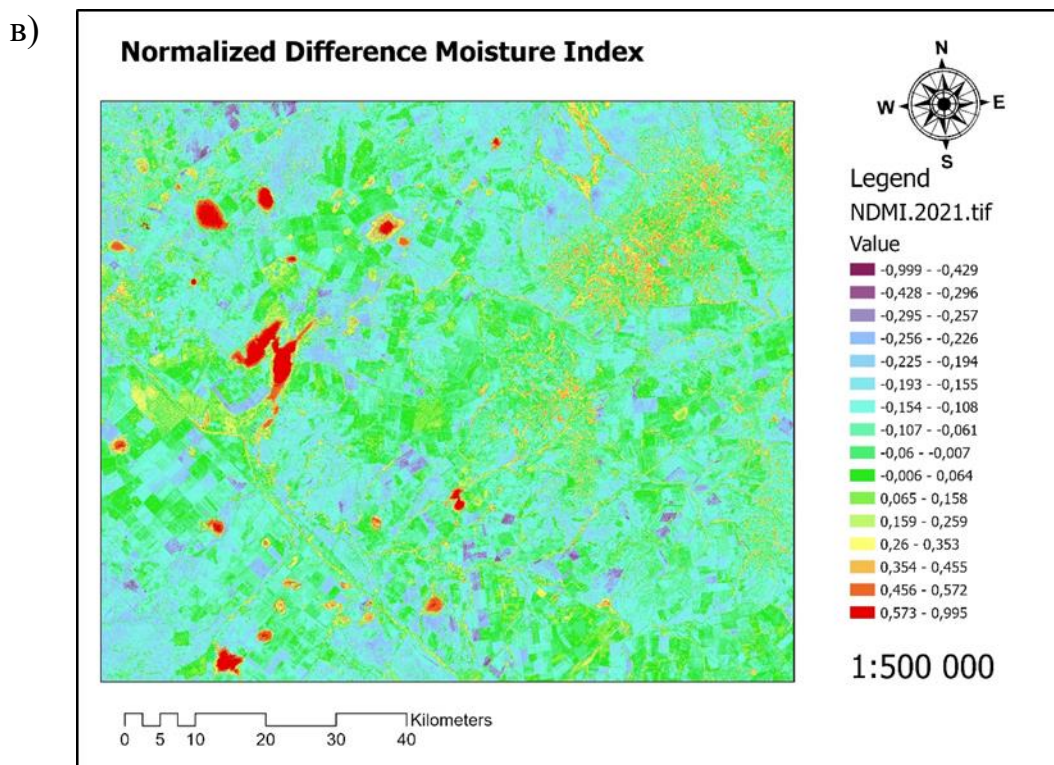 в)
Normalized Difference Moisture Index
N
W E
S
Legend
NDMI.2021.tif
Value
-0,999 - -0,429
-0,428 - -0,296
-0,295 - -0,257
-0,256 - -0,226
-0,225 - -0,194
-0,193 - -0,155
-0,154 - -0,108
-0,107 - -0,061
-0,06 - -0,007
-0,006 - 0,064
0,065 - 0,158
0,159 - 0,259
0,26 - 0,353
0,354 - 0,455
0,456 - 0,572
0,573 - 0,995
1:500 000
Kilometers
0 5 10 20 30 40